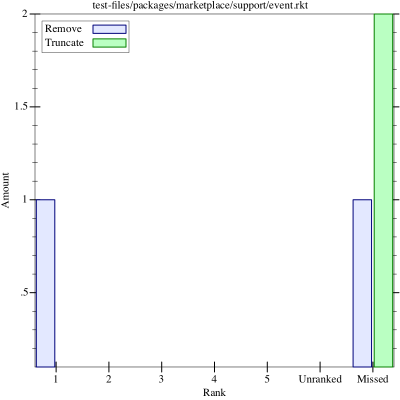 test-files/packages/marketplace/support/event.rkt
Remove
Truncate
2
1.5
1
.5
Amount
1 2 3 4 5 Unranked Missed
Rank